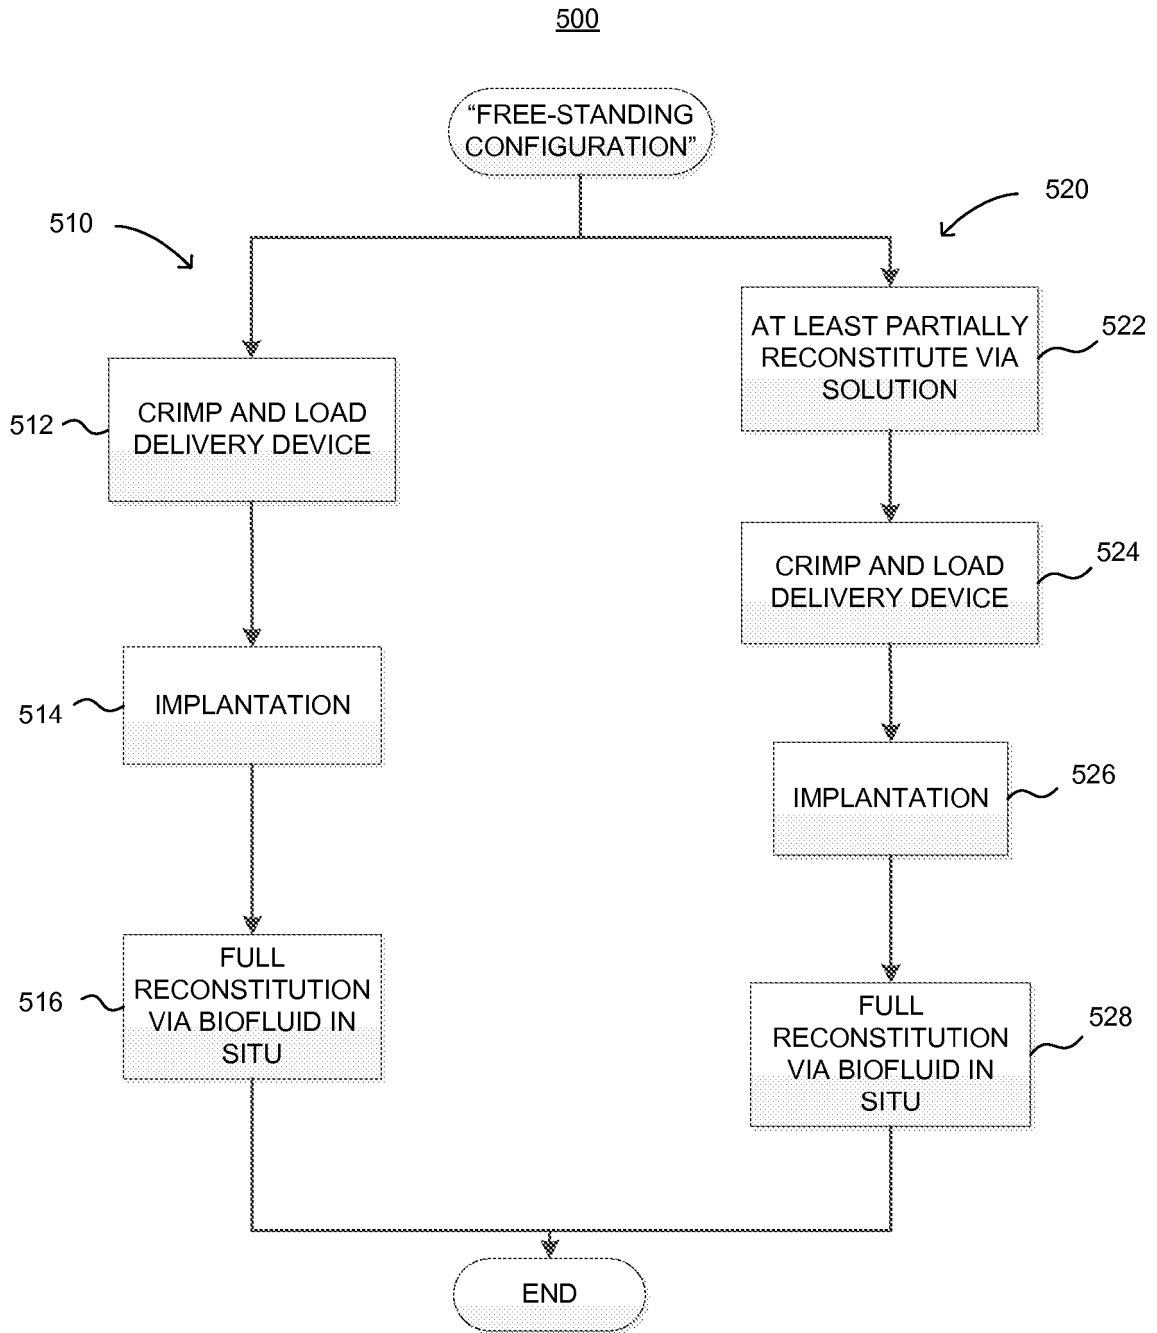 500
“FREE-STANDING
CONFIGURATION”
510
520
CRIMP AND LOAD
DELIVERY DEVICE
512
IMPLANTATION
514
FULL
RECONSTITUTION
VIA BIOFLUID IN
SITU
516
AT LEAST PARTIALLY
RECONSTITUTE VIA
SOLUTION
522
CRIMP AND LOAD
DELIVERY DEVICE
524
IMPLANTATION
526
FULL
RECONSTITUTION
VIA BIOFLUID IN
SITU
528
END